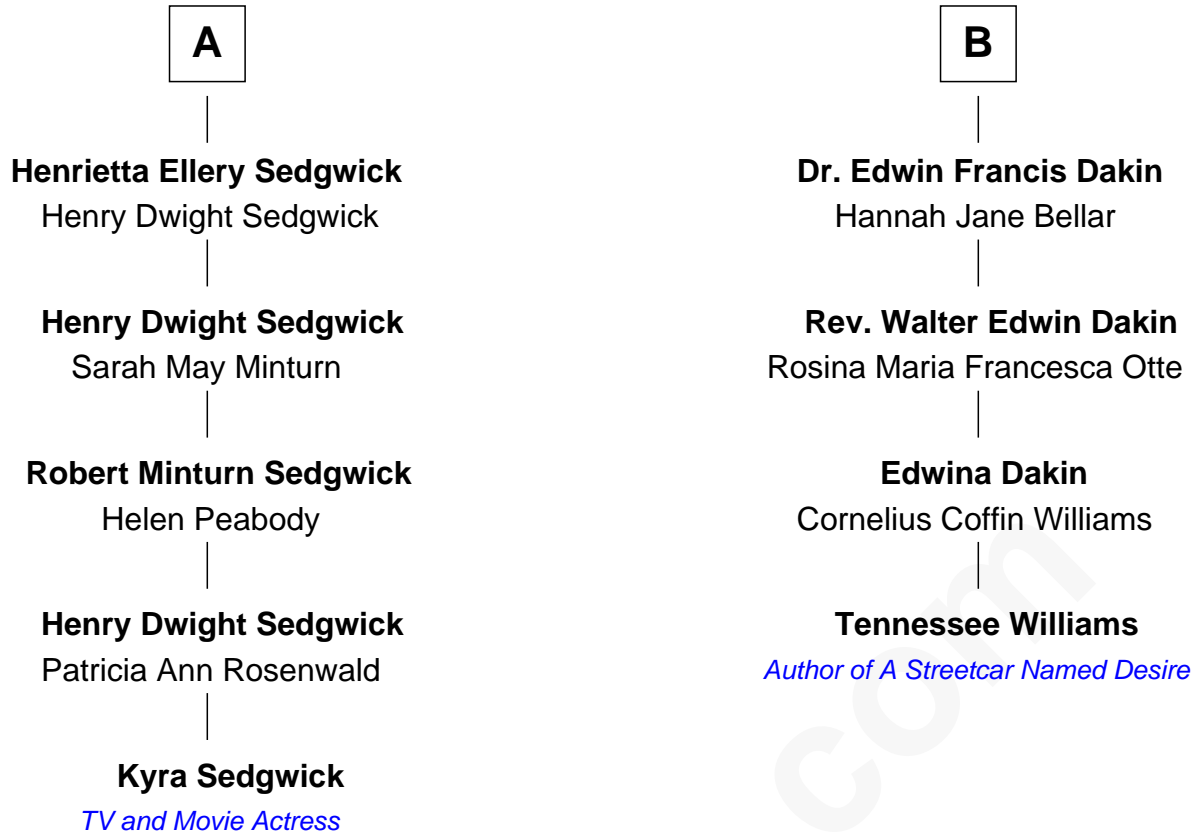 A
Henrietta Ellery Sedgwick
Henry Dwight Sedgwick
Henry Dwight Sedgwick
Sarah May Minturn
Robert Minturn Sedgwick
Helen Peabody
Henry Dwight Sedgwick
Patricia Ann Rosenwald
Kyra Sedgwick
TV and Movie Actress
B
Dr. Edwin Francis Dakin
Hannah Jane Bellar
Rev. Walter Edwin Dakin
Rosina Maria Francesca Otte
Edwina Dakin
Cornelius Coffin Williams
Tennessee Williams
Author of A Streetcar Named Desire
com